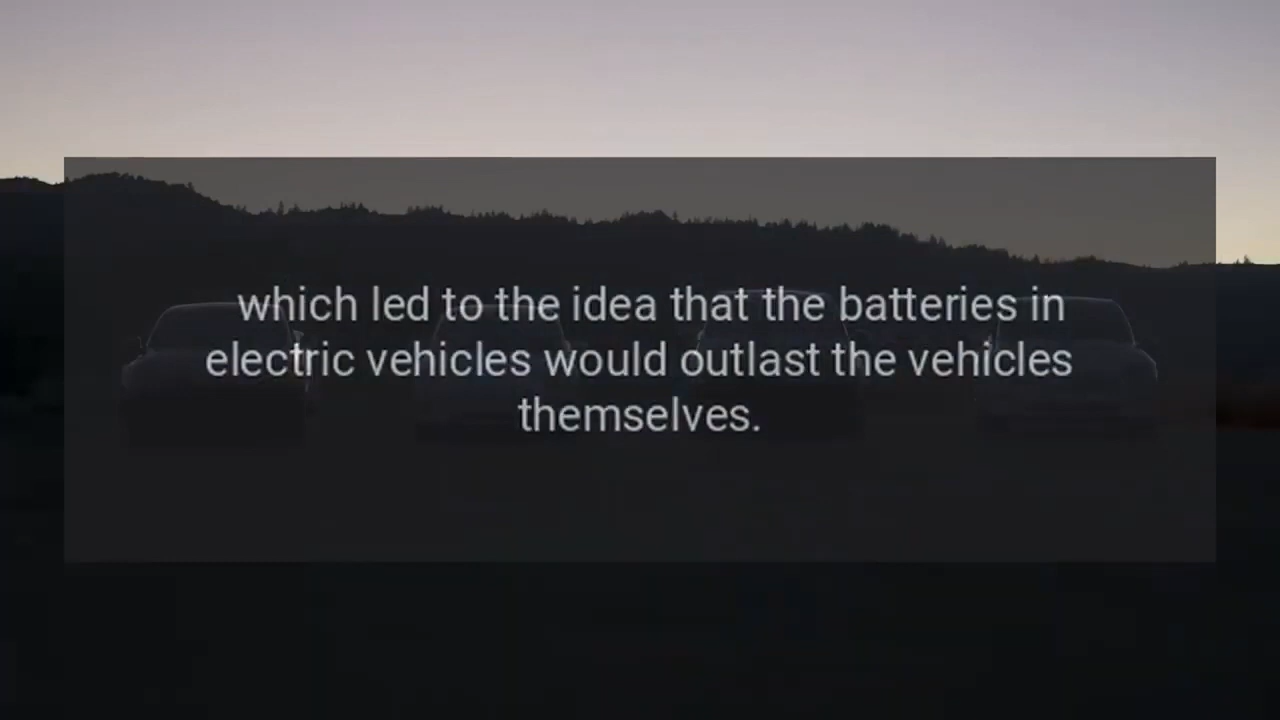 which led to the idea that the batteries in
electric vehicles would outlast the vehicles
themselves.